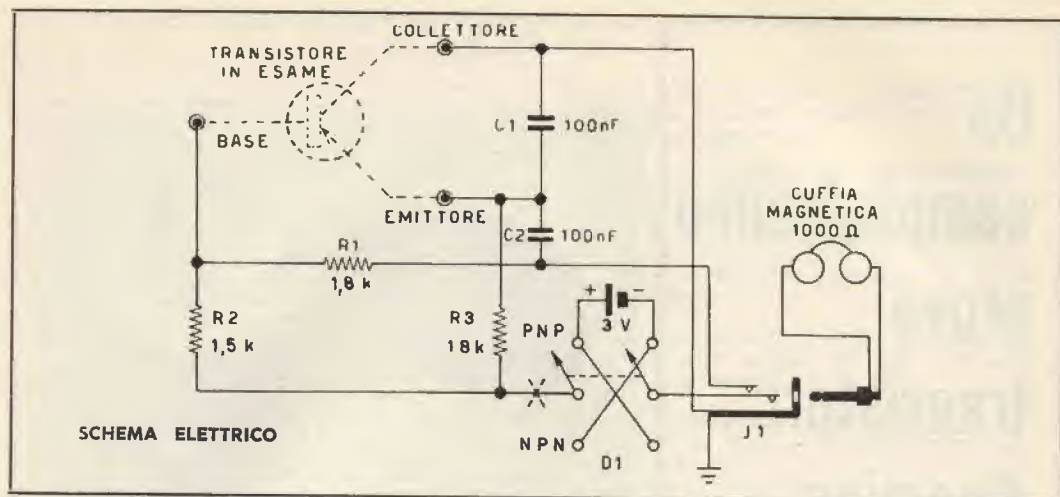 COLLETTORE
TRANSISTORE
IN ESAME
BASE
C1
100nF
EMITTORE
C2
100nF
CUFFIA
MAGNETICA
1000 Ω
R1
1,8 k
R2
1,5 k
R3
18k
+
-
3 V
PNP
NPN
D1
J1
SCHEMA ELETTRICO